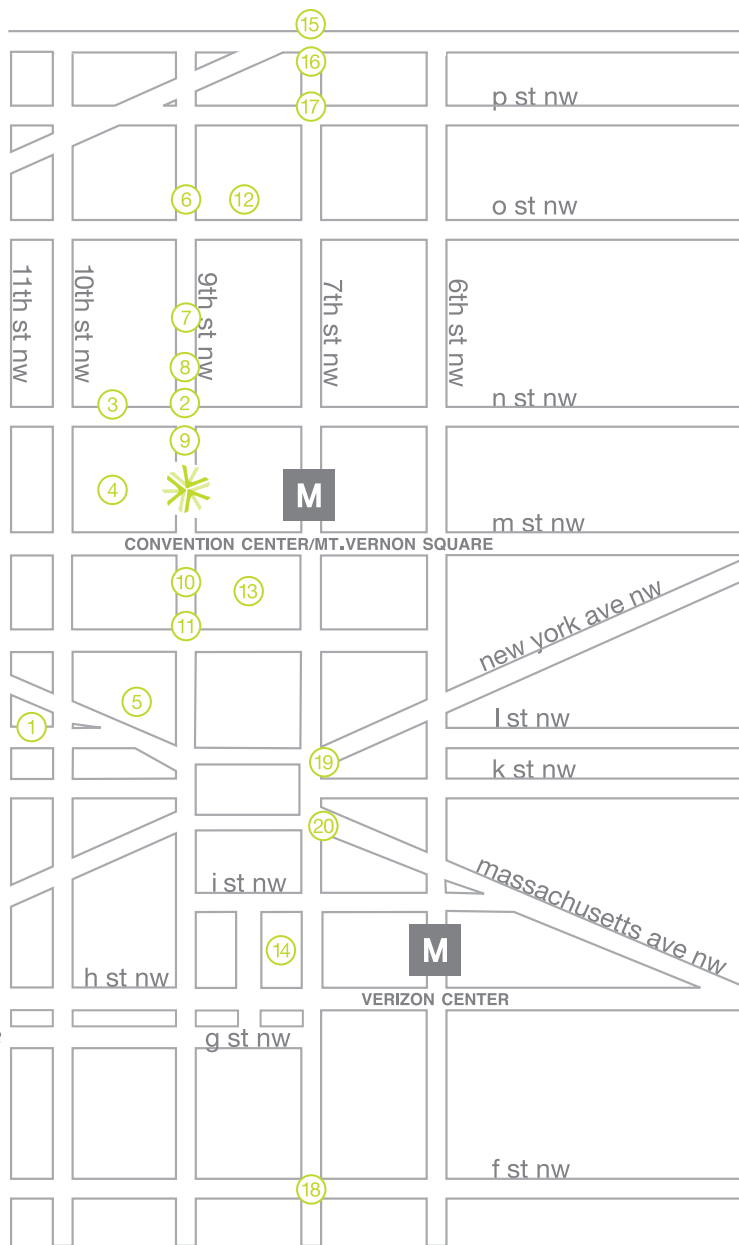 15
16
p st nw
17
6
12
o st nw
11th st nw
10th st nw
9th st nw
7th st nw
6th st nw
7
8
3
2
n st nw
9
4
M
m st nw
CONVENTION CENTER/MT.VERNON SQUARE
10
13
11
new york ave nw
5
1
l st nw
19
k st nw
20
i st nw
massachusetts ave nw
14
M
h st nw
VERIZON CENTER
g st nw
f st nw
18